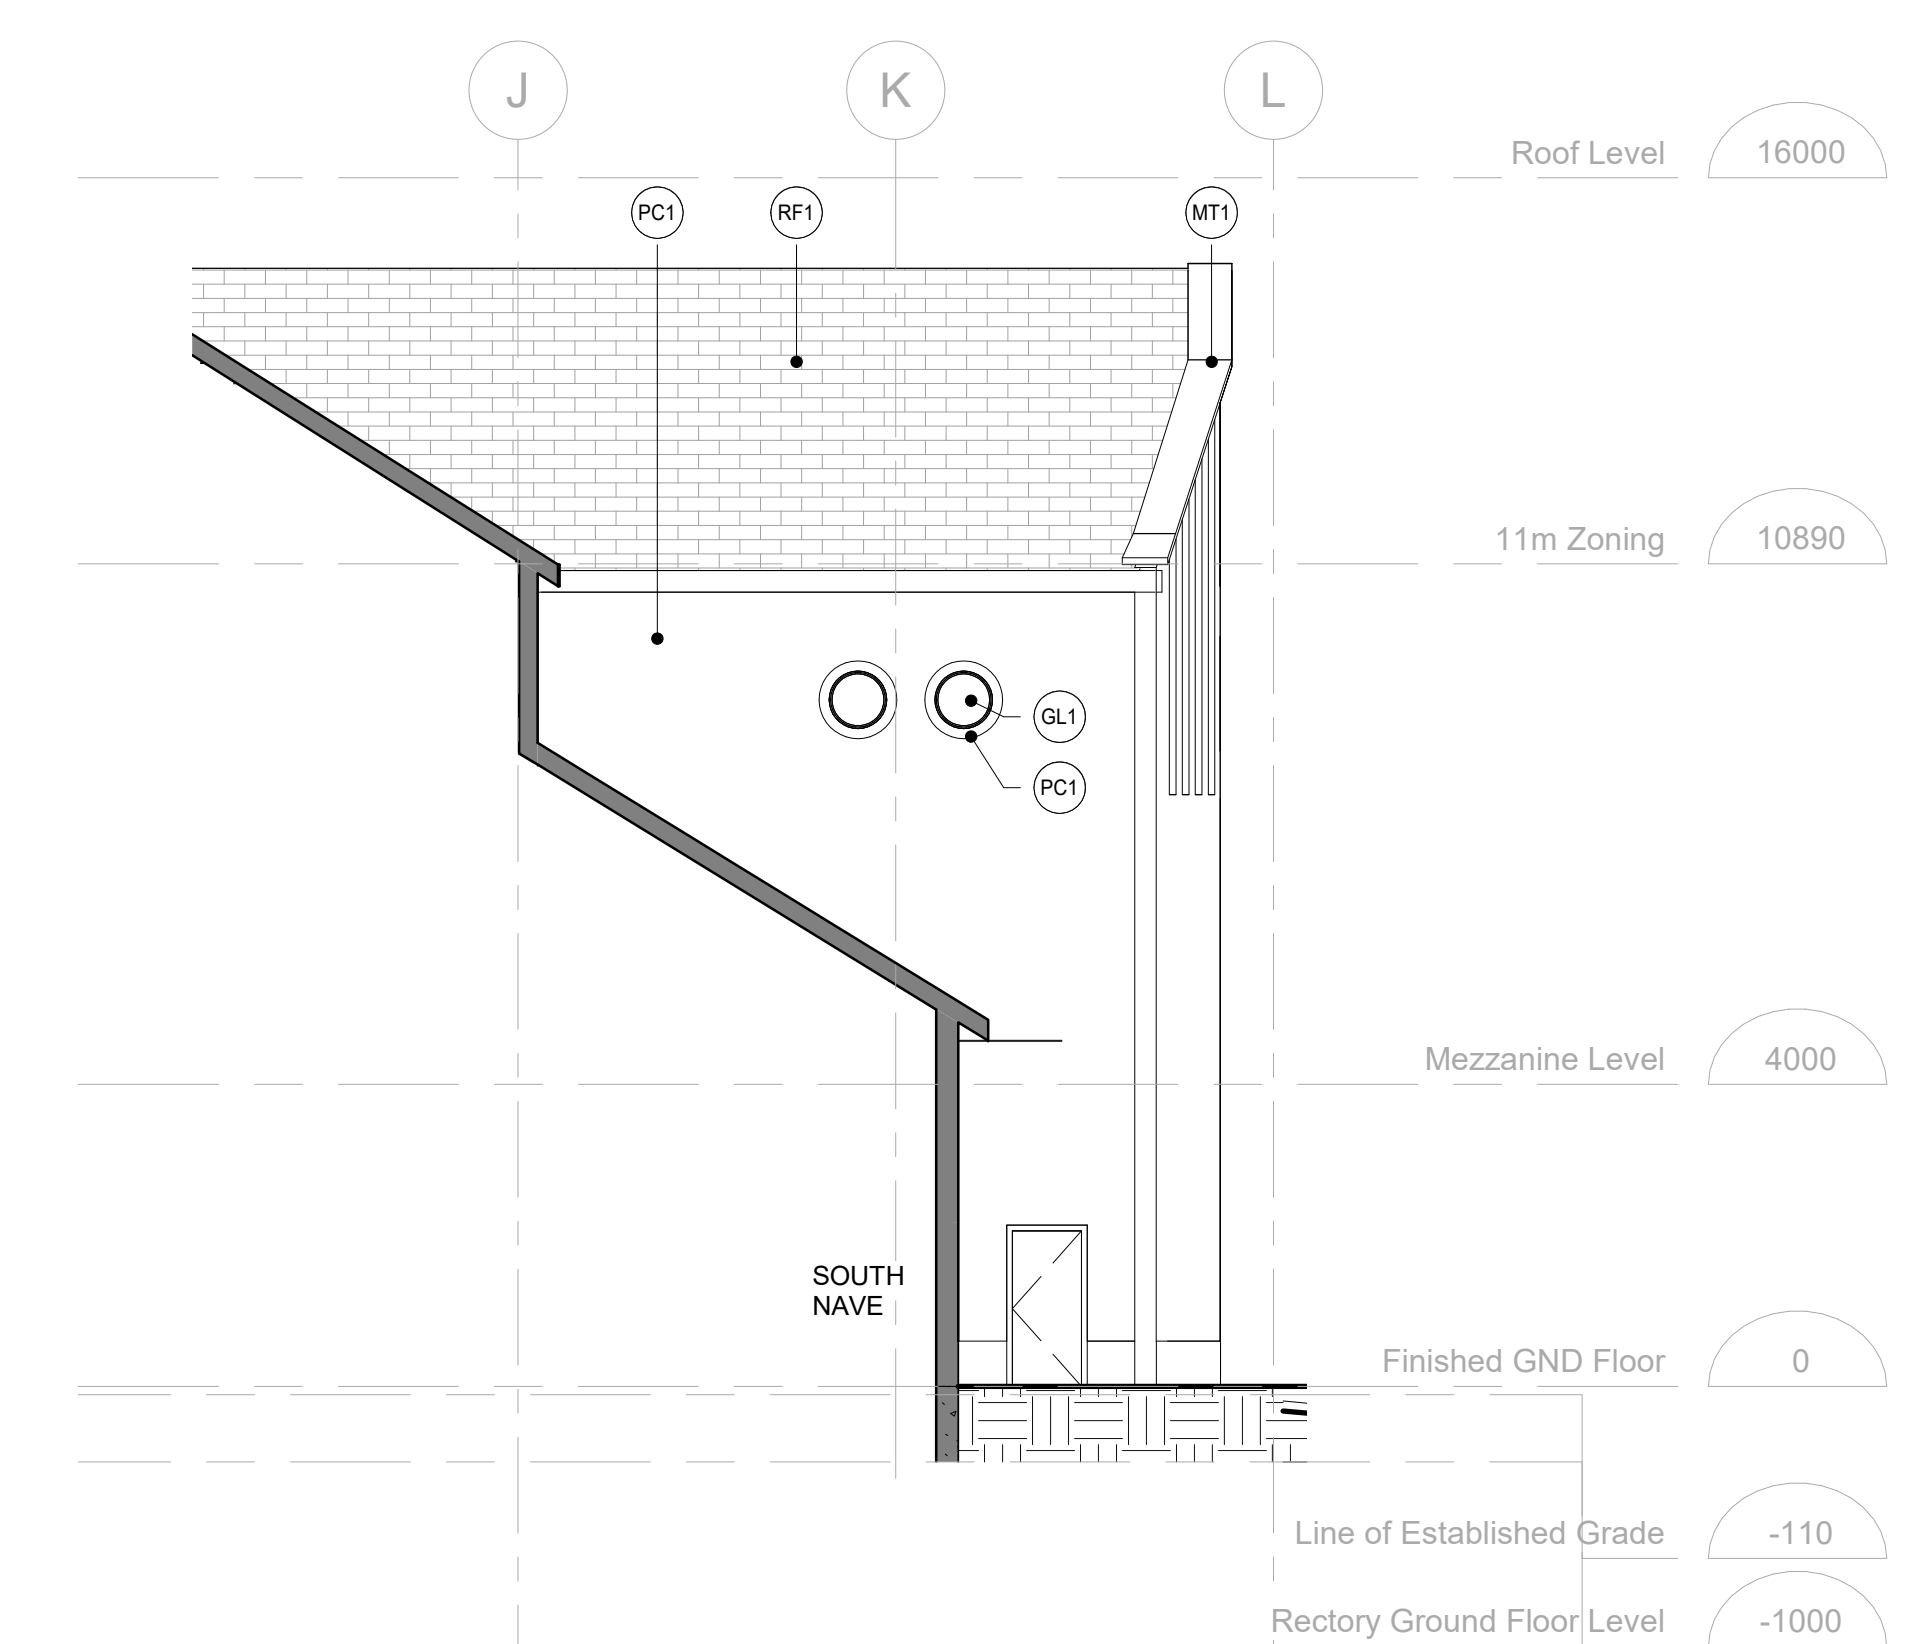 J
K
L
Roof Level
16000
PC1
RF1
MT1
11m Zoning
10890
GL1
PC1
Mezzanine Level
4000
SOUTH
NAVE
Finished GND Floor
0
Line of Established Grade
-110
Rectory Ground Floor Level
-1000